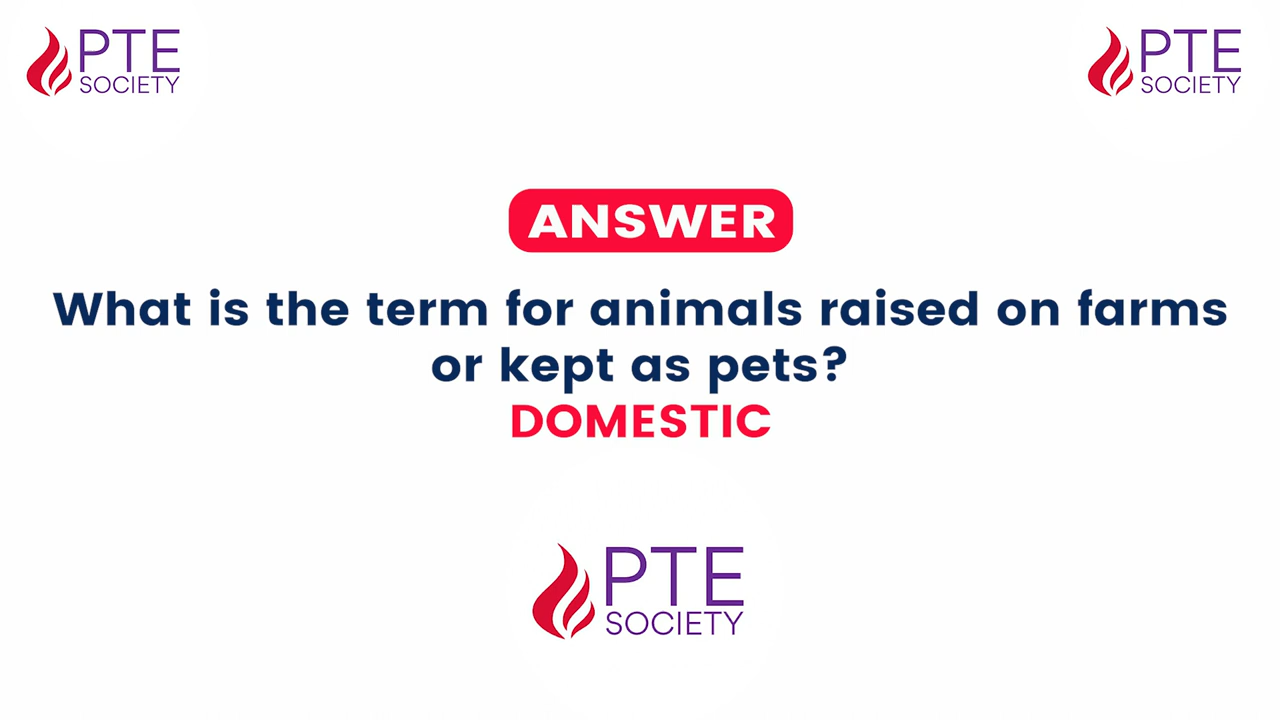 PTE
SOCIETY
PTE
SOCIETY
ANSWER
What is the term for animals raised on farms
or kept as pets?
DOMESTIC
PTE
SOCIETY